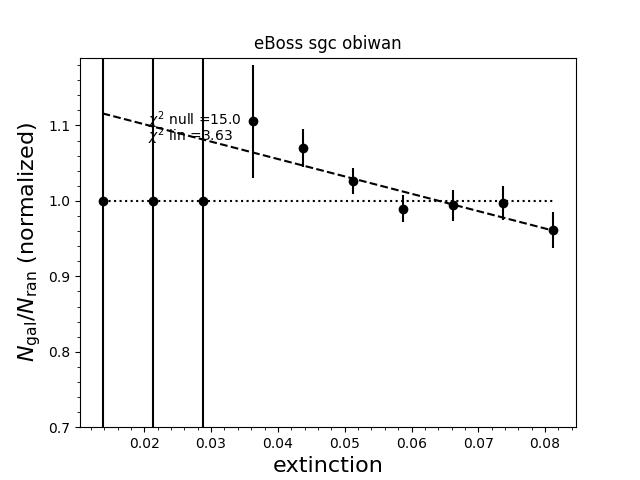 eBoss sgc obiwan
χ² null =15.0
χ² lin =3.63
N_gal/N_ran (normalized)
1.1
1.0
0.9
0.8
0.7
0.02 0.03 0.04 0.05 0.06 0.07 0.08
extinction